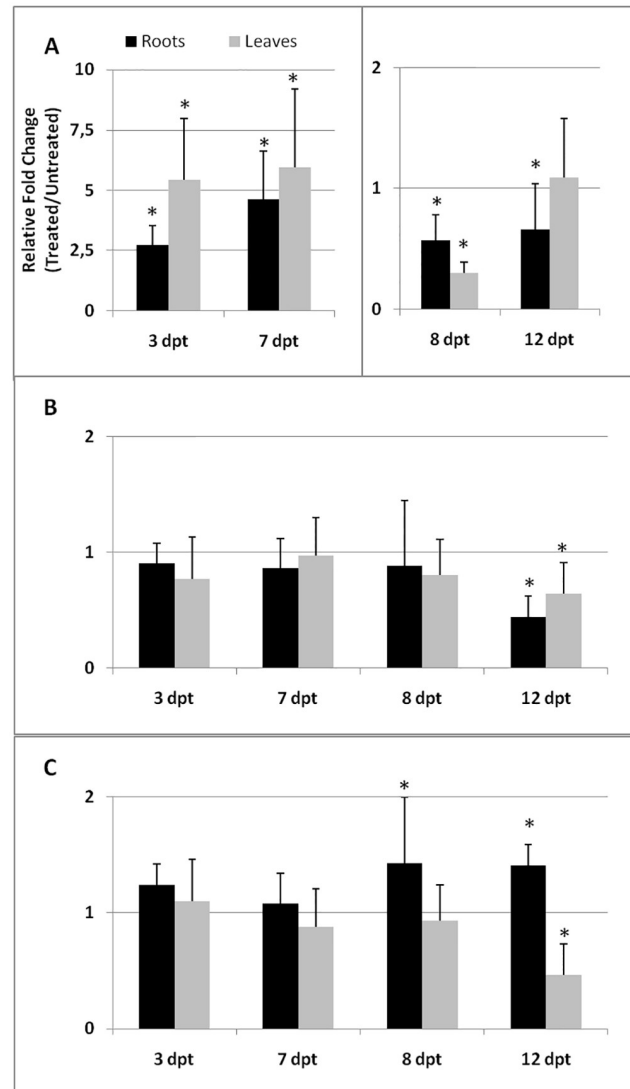 A
Roots Leaves
Relative Fold Change
(Treated/Untreated)
10
7,5
5
2,5
0
* * * *
3 dpt 7 dpt
2
1
0
* * *
8 dpt 12 dpt
B
2
1
0
* *
3 dpt 7 dpt 8 dpt 12 dpt
C
2
1
0
* * *
3 dpt 7 dpt 8 dpt 12 dpt